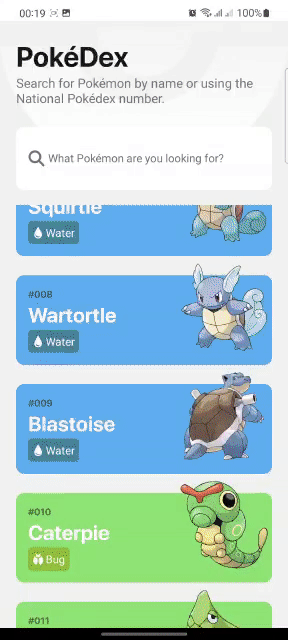 00:19 100%
PokéDex
Search for Pokémon by name or using the
National Pokédex number.
What Pokémon are you looking for?
Squirtle
Water
#008
Wartortle
Water
#009
Blastoise
Water
#010
Caterpie
Bug
#011